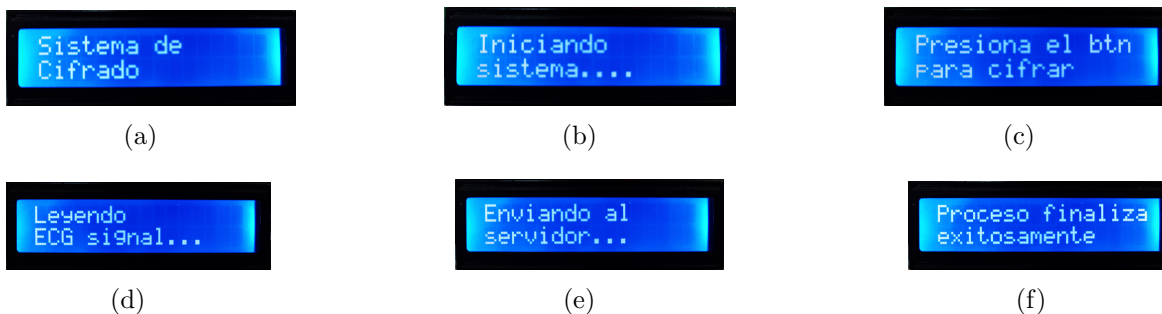 Sistema de
Cifrado
(a)
Iniciando
sistema....
(b)
Presiona el btn
para cifrar
(c)
Leyendo
ECG signal...
(d)
Enviando al
servidor...
(e)
Proceso finaliza
exitosamente
(f)